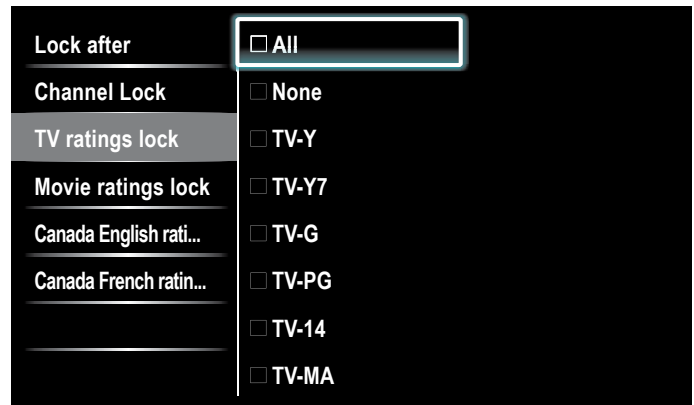 Lock after
Channel Lock
TV ratings lock
Movie ratings lock
Canada English rati...
Canada French ratin...
All
None
TV-Y
TV-Y7
TV-G
TV-PG
TV-14
TV-MA